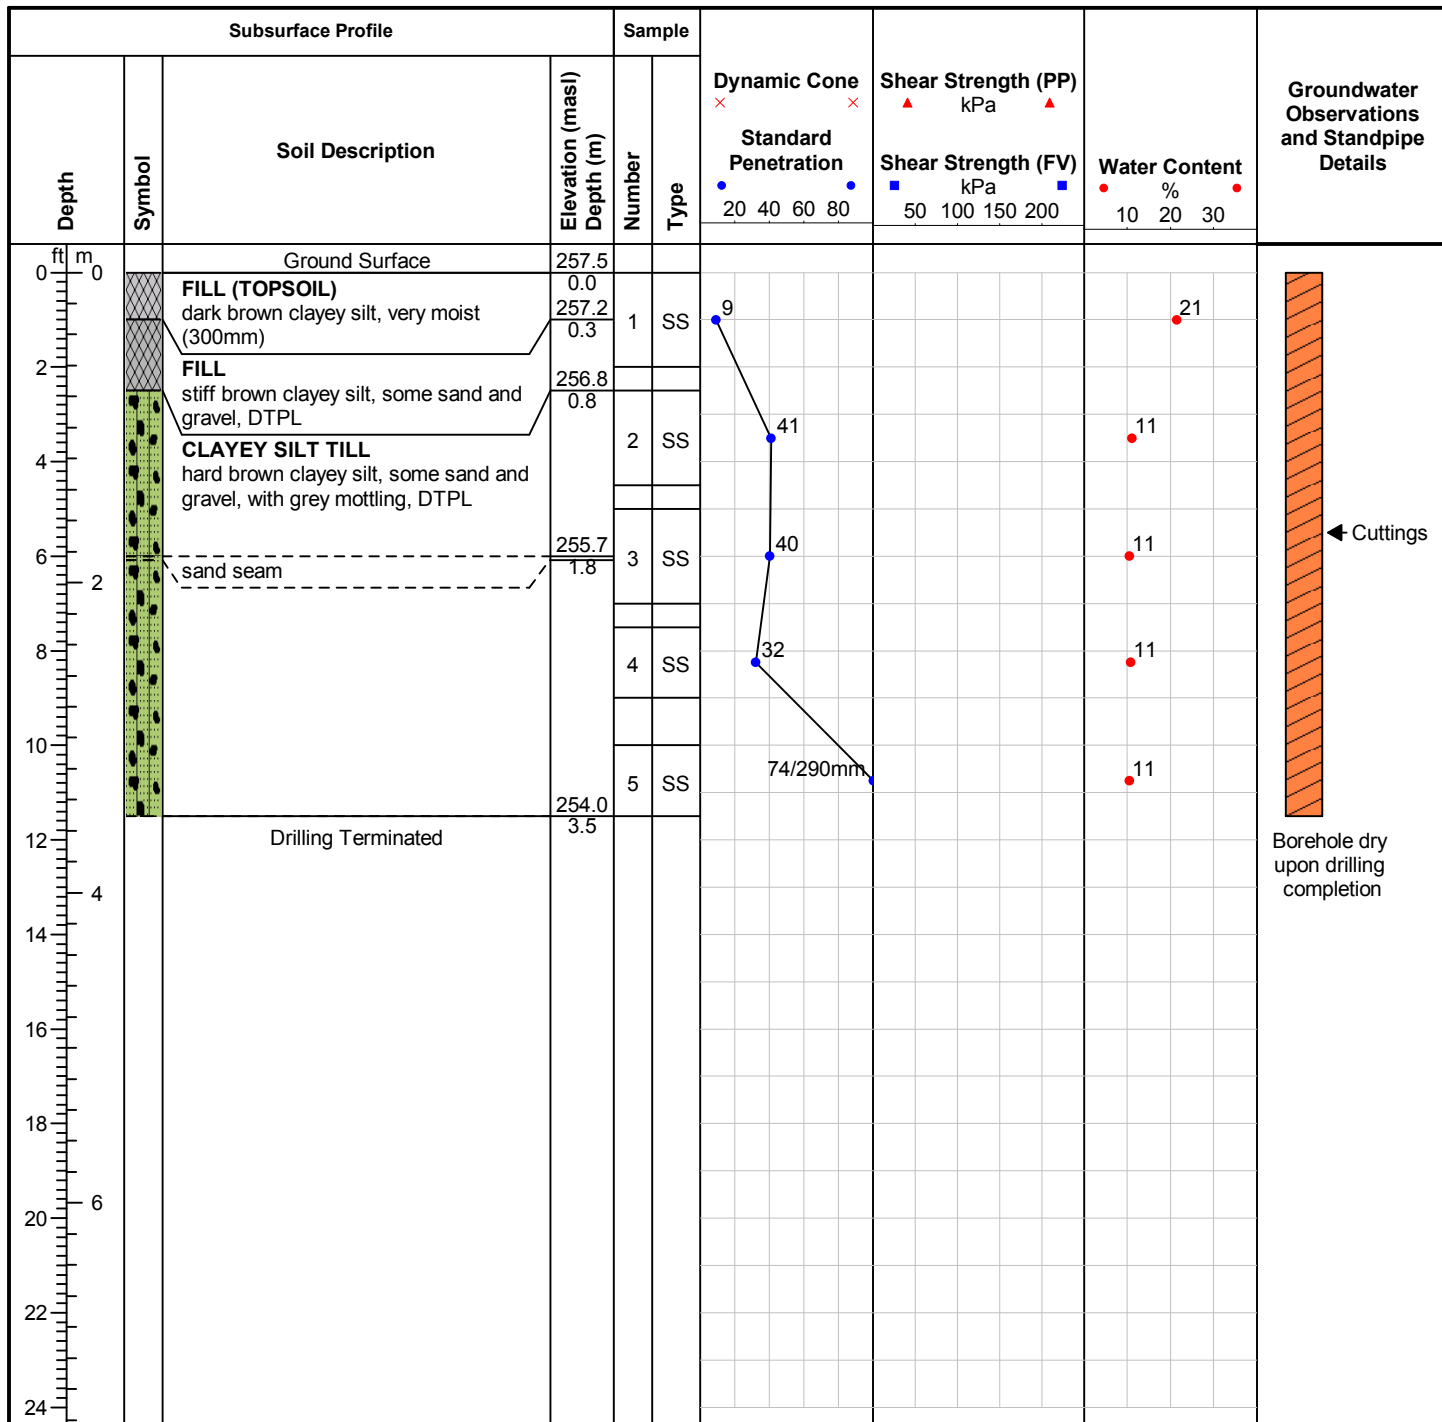 Subsurface Profile
Sample
Depth
Symbol
Soil Description
Elevation (masl)
Depth (m)
Number
Type
Dynamic Cone
Standard
Penetration
20 40 60 80
Shear Strength (PP)
kPa
Shear Strength (FV)
kPa
50 100 150 200
Water Content
%
10 20 30
Groundwater
Observations
and Standpipe
Details
ft m
0 0
2
4
6
2
8
10
12
4
14
16
18
6
20
22
24
Ground Surface
257.5
0.0
FILL (TOPSOIL)
dark brown clayey silt, very moist
(300mm)
257.2
0.3
FILL
stiff brown clayey silt, some sand and
gravel, DTPL
256.8
0.8
CLAYEY SILT TILL
hard brown clayey silt, some sand and
gravel, with grey mottling, DTPL
255.7
1.8
sand seam
254.0
3.5
Drilling Terminated
1 SS
2 SS
3 SS
4 SS
5 SS
9
41
40
32
74/290mm
21
11
11
11
11
Cuttings
Borehole dry
upon drilling
completion